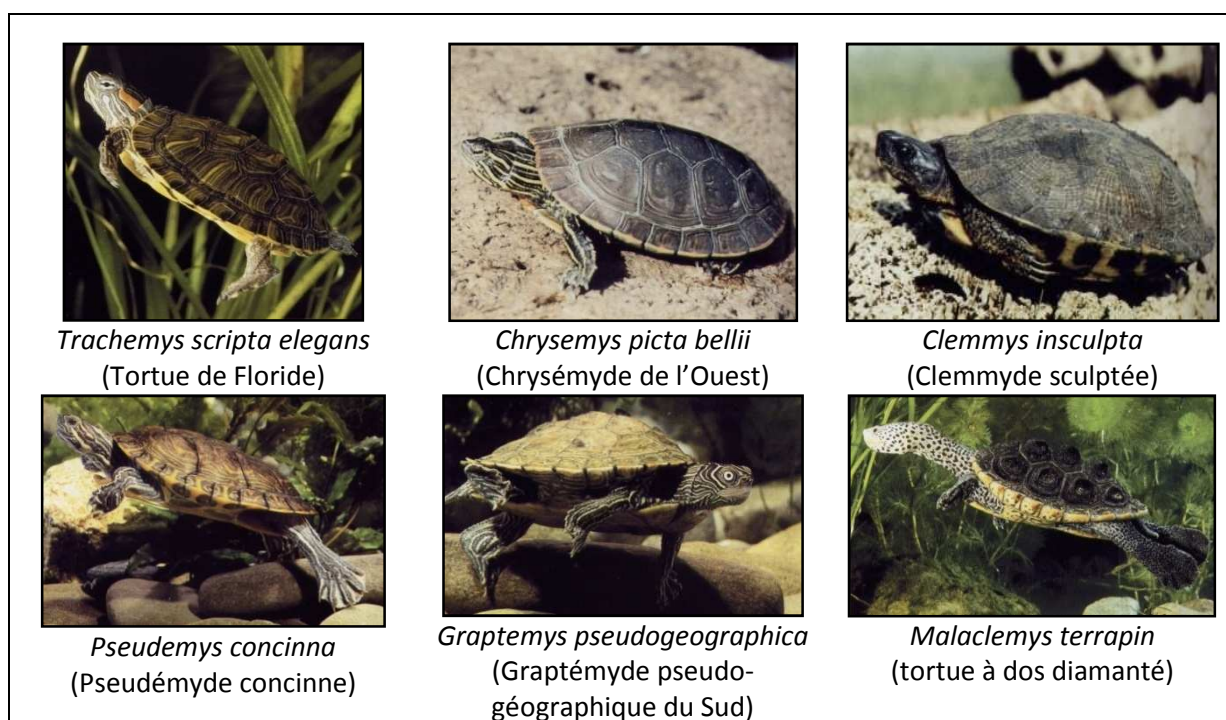 Trachemys scripta elegans
(Tortue de Floride)
Chrysemys picta bellii
(Chrysémyde de l’Ouest)
Clemmys insculpta
(Clemmyde sculptée)
Pseudemys concinna
(Pseudémyde concinne)
Graptemys pseudogeographica
(Graptémyde pseudo-
géographique du Sud)
Malaclemys terrapin
(tortue à dos diamanté)